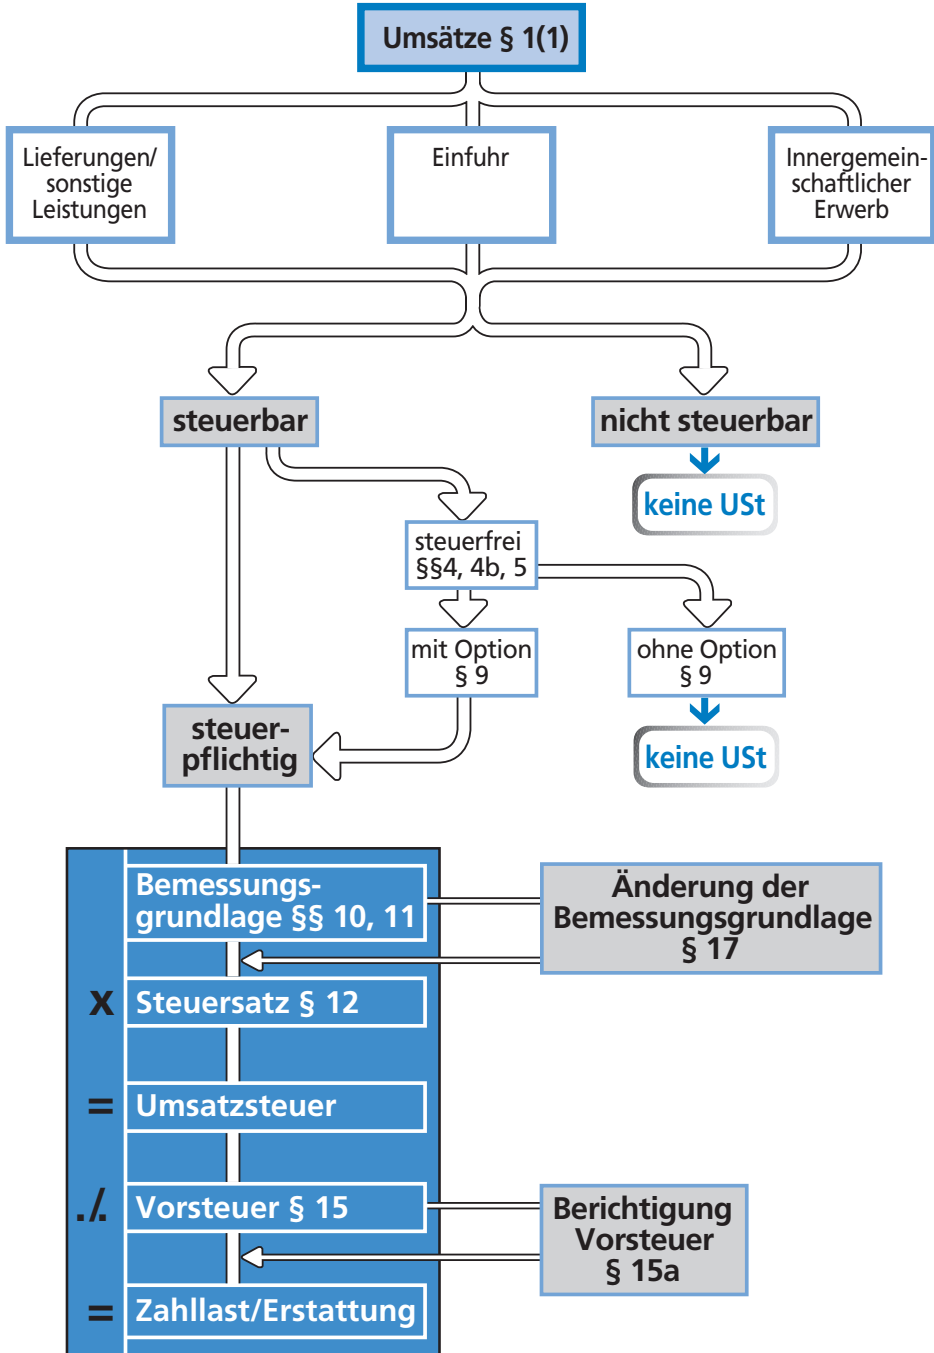 Umsätze § 1(1)
Lieferungen/
sonstige
Leistungen
Einfuhr
Innergemein-
schaftlicher
Erwerb
steuerbar
nicht steuerbar
keine USt
steuerfrei
§§4, 4b, 5
mit Option
§ 9
ohne Option
§ 9
keine USt
steuer-
pflichtig
Bemessungs-
grundlage §§ 10, 11
Änderung der
Bemessungsgrundlage
§ 17
x Steuersatz § 12
= Umsatzsteuer
./. Vorsteuer § 15
Berichtigung
Vorsteuer
§ 15a
= Zahllast/Erstattung